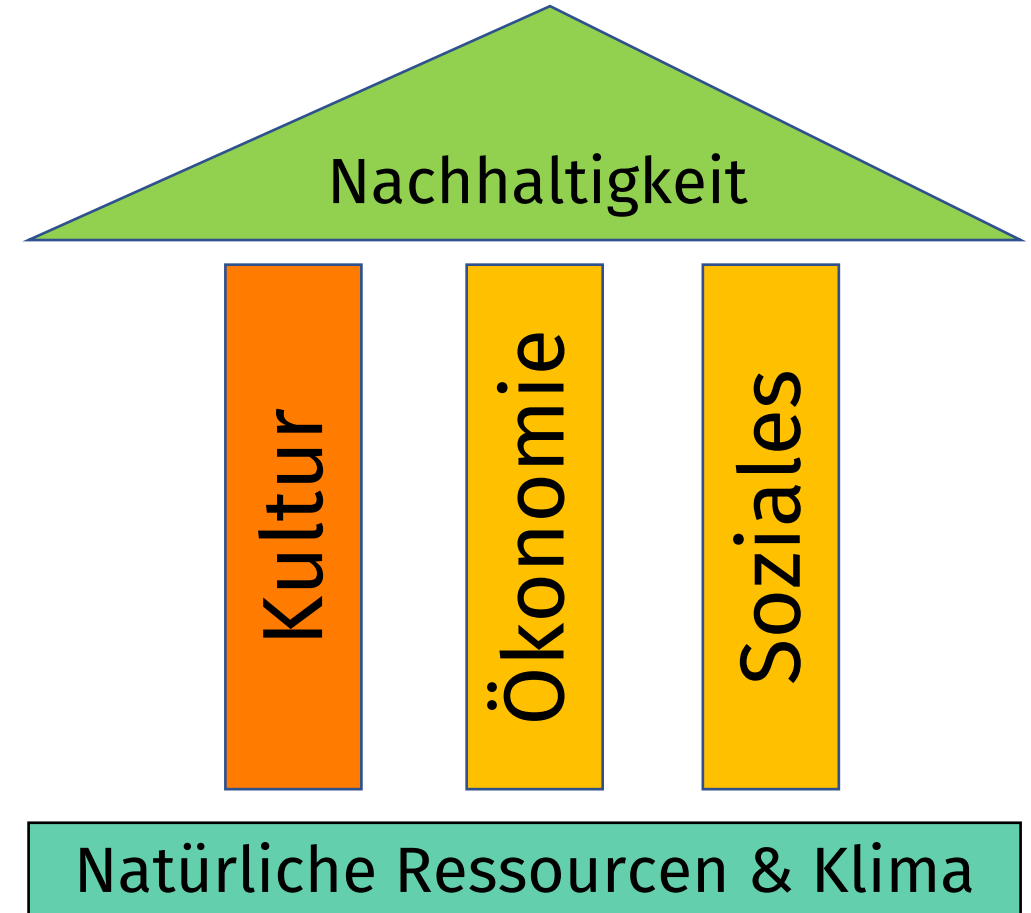 Nachhaltigkeit
Kultur
Ökonomie
Soziales
Natürliche Ressourcen & Klima